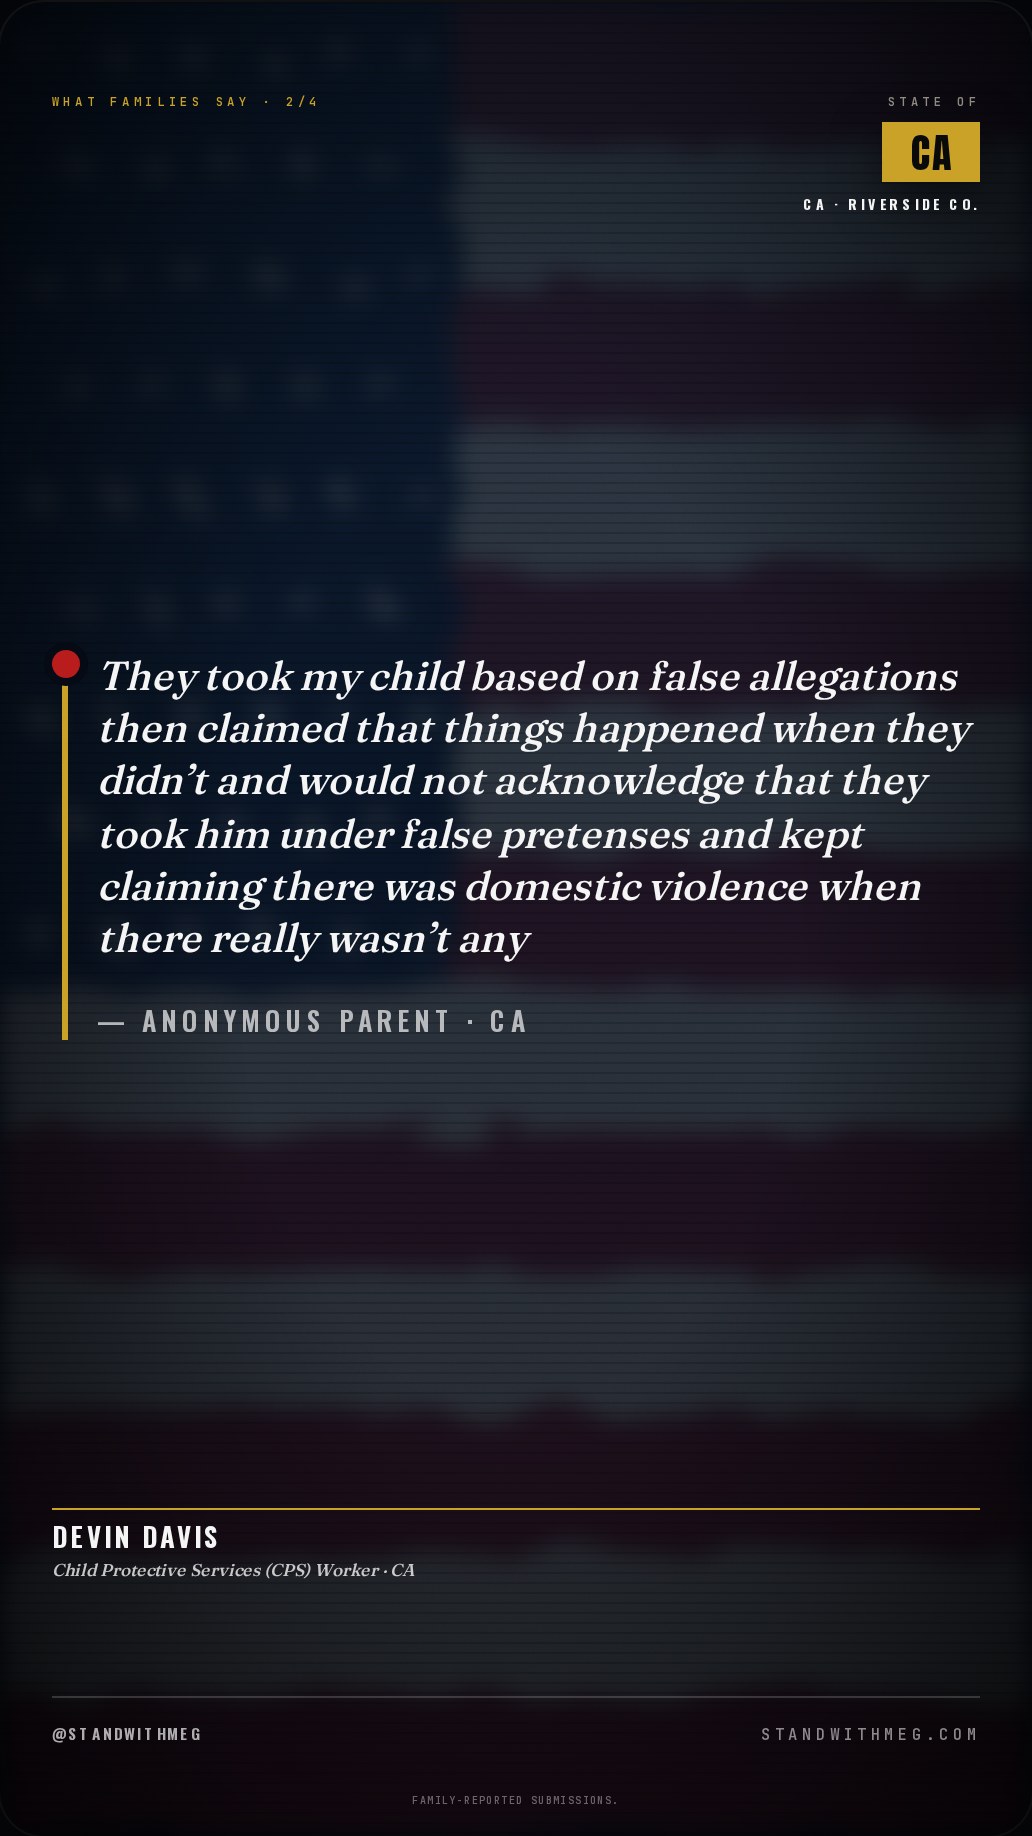 WHAT FAMILIES SAY · 2/4
STATE OF
CA
CA · RIVERSIDE CO.
They took my child based on false allegations
then claimed that things happened when they
didn’t and would not acknowledge that they
took him under false pretenses and kept
claiming there was domestic violence when
there really wasn’t any
— ANONYMOUS PARENT · CA
DEVIN DAVIS
Child Protective Services (CPS) Worker · CA
@STANDWITHMEG
STANDWITHMEG.COM
FAMILY-REPORTED SUBMISSIONS.